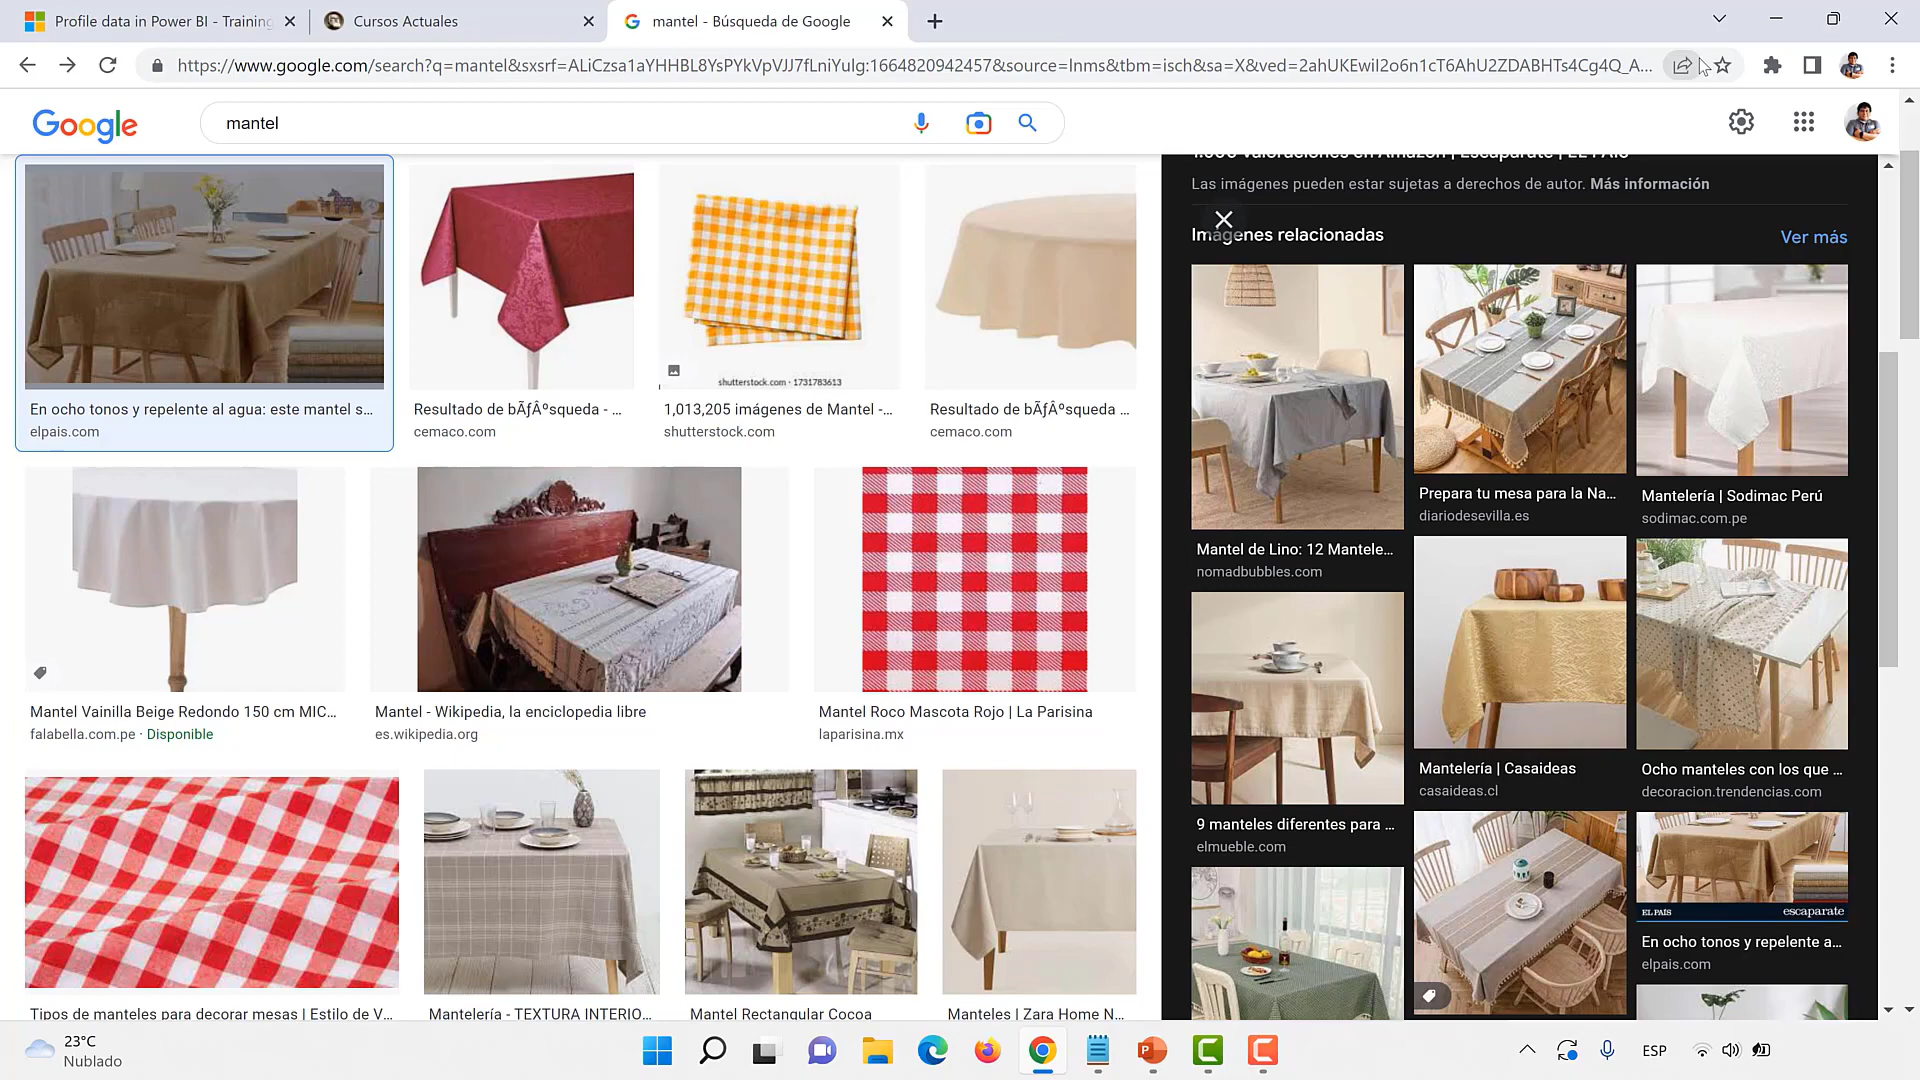 Profile data in Power BI - Training
Cursos Actuales
mantel - Búsqueda de Google
https://www.google.com/search?q=mantel&sxsrf=ALiCzsa1aYHHBL8YsPYkVpVJJ7fLniYulg:1664820942457&source=lnms&tbm=isch&sa=X&ved=2ahUKEwiI2o6n1cT6AhU2ZDABHTs4Cg4Q_A...
Google
mantel
1.000 valoraciones en Amazon | Escaparate | EL PAÍS
Las imágenes pueden estar sujetas a derechos de autor. Más información
Imágenes relacionadas
Ver más
shutterstock.com · 1731783613
En ocho tonos y repelente al agua: este mantel s...
elpais.com
Resultado de bÃƒÂºsqueda - ...
cemaco.com
1,013,205 imágenes de Mantel -...
shutterstock.com
Resultado de bÃƒÂºsqueda ...
cemaco.com
Mantel Vainilla Beige Redondo 150 cm MIC...
falabella.com.pe · Disponible
Mantel - Wikipedia, la enciclopedia libre
es.wikipedia.org
Mantel Roco Mascota Rojo | La Parisina
laparisina.mx
Tipos de manteles para decorar mesas | Estilo de V...
Mantelería - TEXTURA INTERIO...
Mantel Rectangular Cocoa
Manteles | Zara Home N...
Mantel de Lino: 12 Mantele...
nomadbubbles.com
Prepara tu mesa para la Na...
diariodesevilla.es
Mantelería | Sodimac Perú
sodimac.com.pe
9 manteles diferentes para ...
elmueble.com
Mantelería | Casaideas
casaideas.cl
Ocho manteles con los que ...
decoracion.trendencias.com
EL PAÍS
escaparate
En ocho tonos y repelente a...
elpais.com
23°C
Nublado
ESP